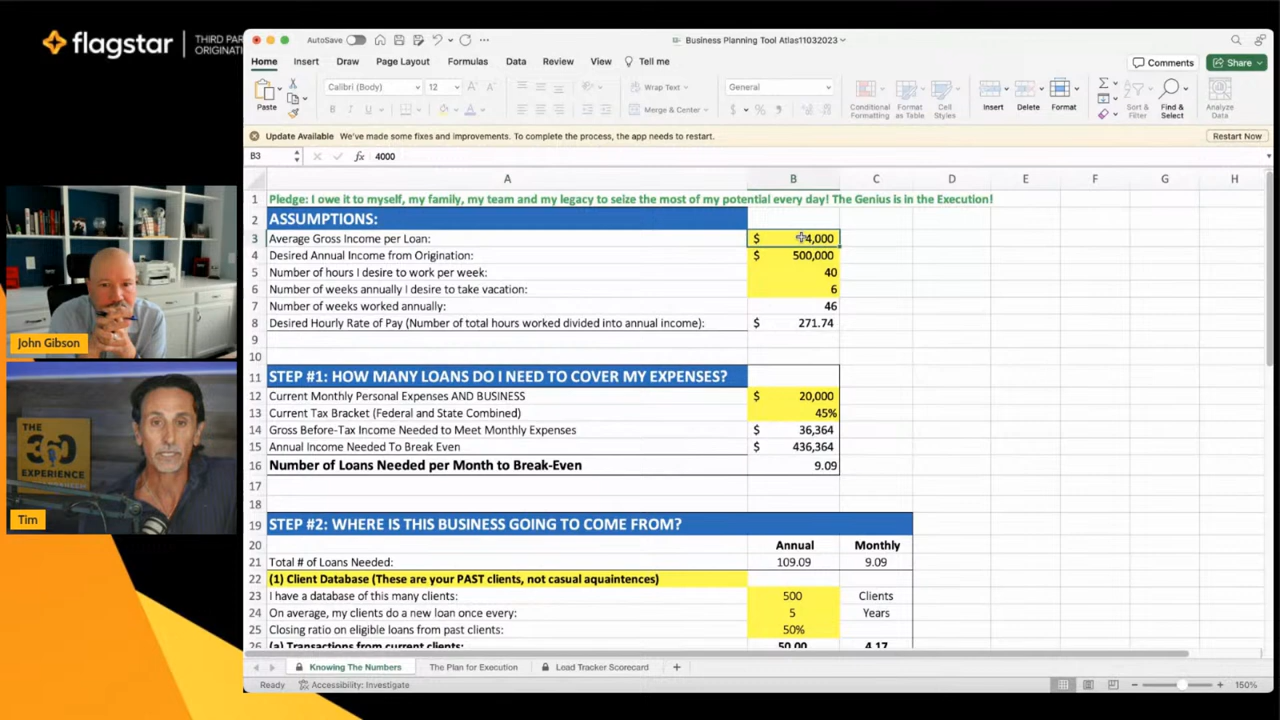 flagstar
THIRD PAR
ORIGINATI
AutoSave
Business Planning Tool Atlas11032023
Home Insert Draw Page Layout Formulas Data Review View Tell me
Comments Share
Paste
Calibri (Body) 12
Wrap Text
Merge & Center
General
Conditional Formatting
Format as Table
Cell Styles
Insert Delete Format
Sort & Filter
Find & Select
Analyze Data
Update Available We've made some fixes and improvements. To complete the process, the app needs to restart. Restart Now
B3 fx 4000
A B C D E F G H
1 Pledge: I owe it to myself, my family, my team and my legacy to seize the most of my potential every day! The Genius is in the Execution!
2 ASSUMPTIONS:
3 Average Gross Income per Loan: $ 4,000
4 Desired Annual Income from Origination: $ 500,000
5 Number of hours I desire to work per week: 40
6 Number of weeks annually I desire to take vacation: 6
7 Number of weeks worked annually: 46
8 Desired Hourly Rate of Pay (Number of total hours worked divided into annual income): $ 271.74
9
10
11 STEP #1: HOW MANY LOANS DO I NEED TO COVER MY EXPENSES?
12 Current Monthly Personal Expenses AND BUSINESS $ 20,000
13 Current Tax Bracket (Federal and State Combined) 45%
14 Gross Before-Tax Income Needed to Meet Monthly Expenses $ 36,364
15 Annual Income Needed To Break Even $ 436,364
16 Number of Loans Needed per Month to Break-Even 9.09
17
18
19 STEP #2: WHERE IS THIS BUSINESS GOING TO COME FROM?
20 Annual Monthly
21 Total # of Loans Needed: 109.09 9.09
22 (1) Client Database (These are your PAST clients, not casual aquaintences)
23 I have a database of this many clients: 500 Clients
24 On average, my clients do a new loan once every: 5 Years
25 Closing ratio on eligible loans from past clients: 50%
26 (a) Transactions from current clients: 50.00 4.17
Knowing The Numbers The Plan for Execution Load Tracker Scorecard
Ready Accessibility: Investigate 150%
John Gibson
THE
360
EXPERIENCE
Tim